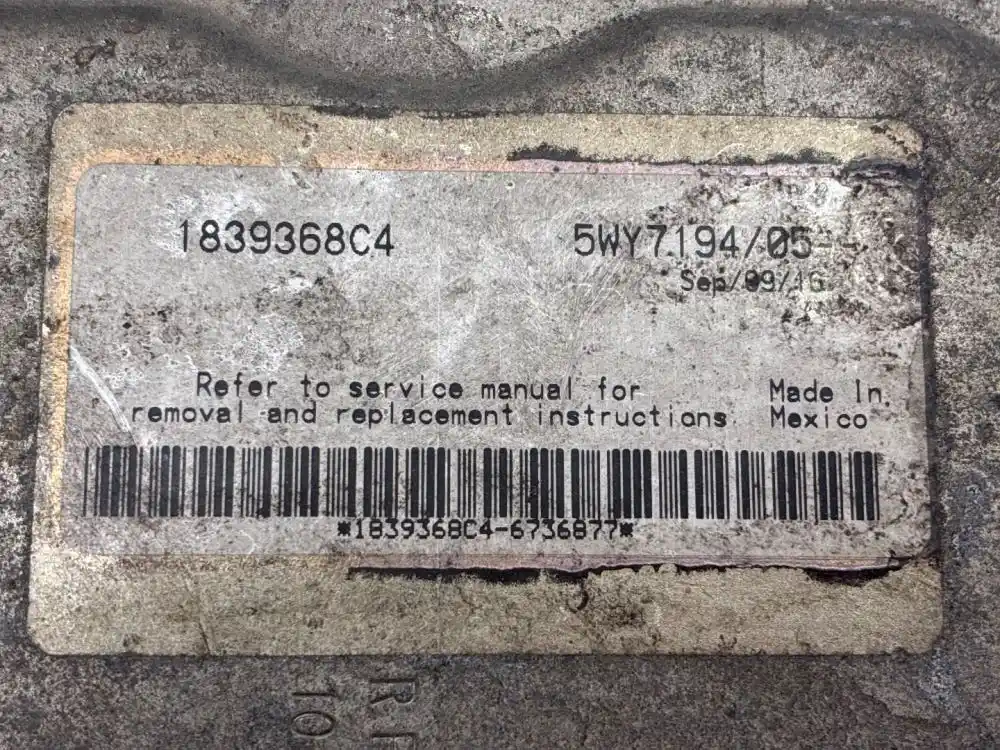 1839368C4
5WY7194/05--
Sep/09/16
Refer to service manual for
removal and replacement instructions.
Made In
Mexico
*1839368C4-6736877*
10